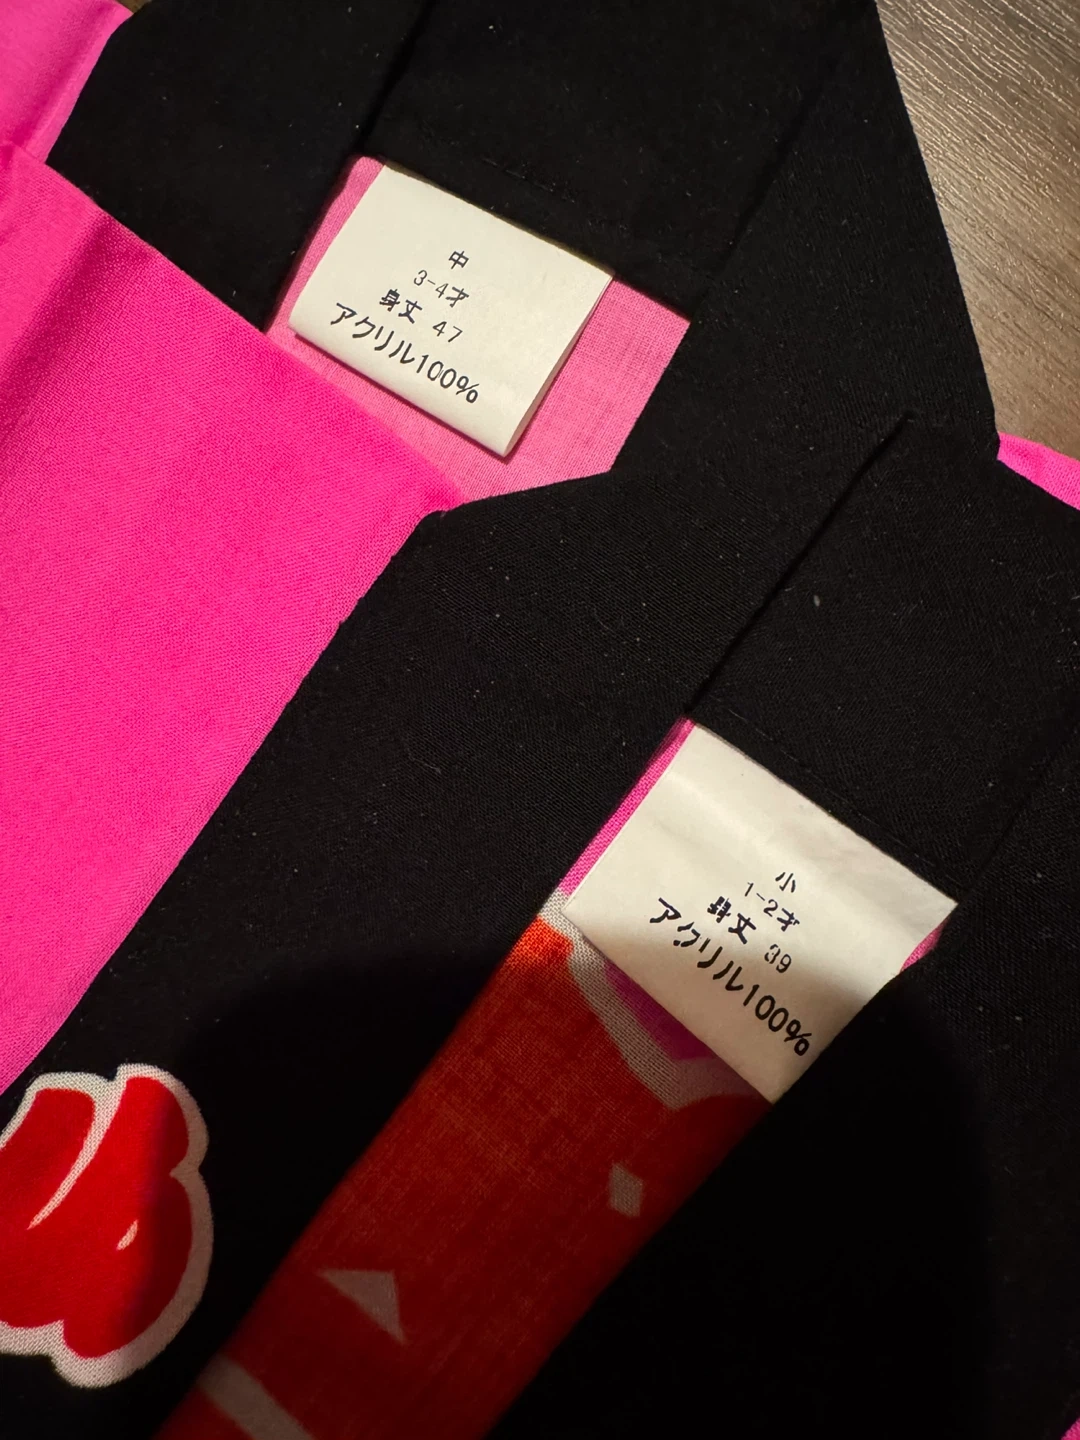 中
3-4才
身丈 47
アクリル100%
小
1-2才
身丈 39
アクリル100%